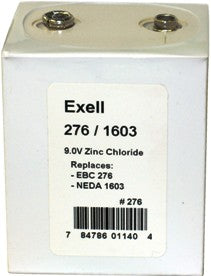 Exell
276 / 1603
9.0V Zinc Chloride
Replaces:
- EBC 276
- NEDA 1603
# 276
7 84786 01140 4